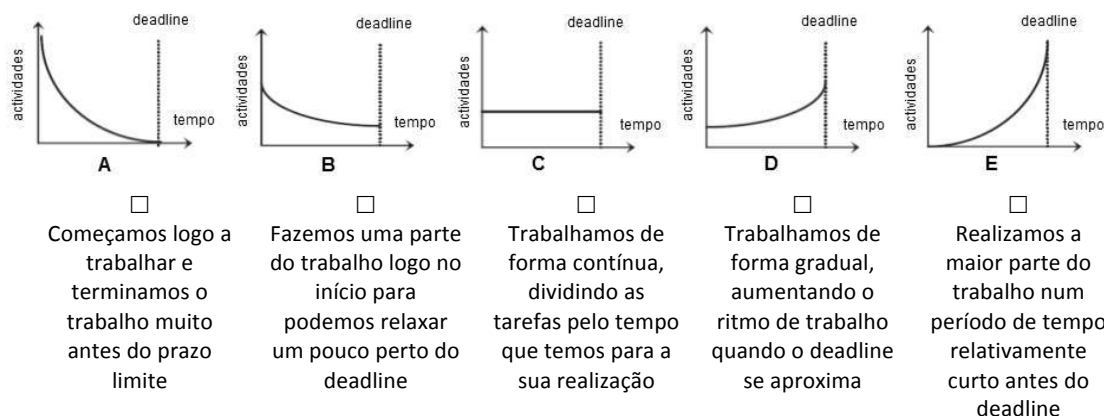 deadline
actividades
tempo
A
□
Começamos logo a
trabalhar e
terminamos o
trabalho muito
antes do prazo
limite
deadline
actividades
tempo
B
□
Fazemos uma parte
do trabalho logo no
início para
podemos relaxar
um pouco perto do
deadline
deadline
actividades
tempo
C
□
Trabalhamos de
forma contínua,
dividindo as
tarefas pelo tempo
que temos para a
sua realização
deadline
actividades
tempo
D
□
Trabalhamos de
forma gradual,
aumentando o
ritmo de trabalho
quando o deadline
se aproxima
deadline
actividades
tempo
E
□
Realizamos a
maior parte do
trabalho num
período de tempo
relativamente
curto antes do
deadline